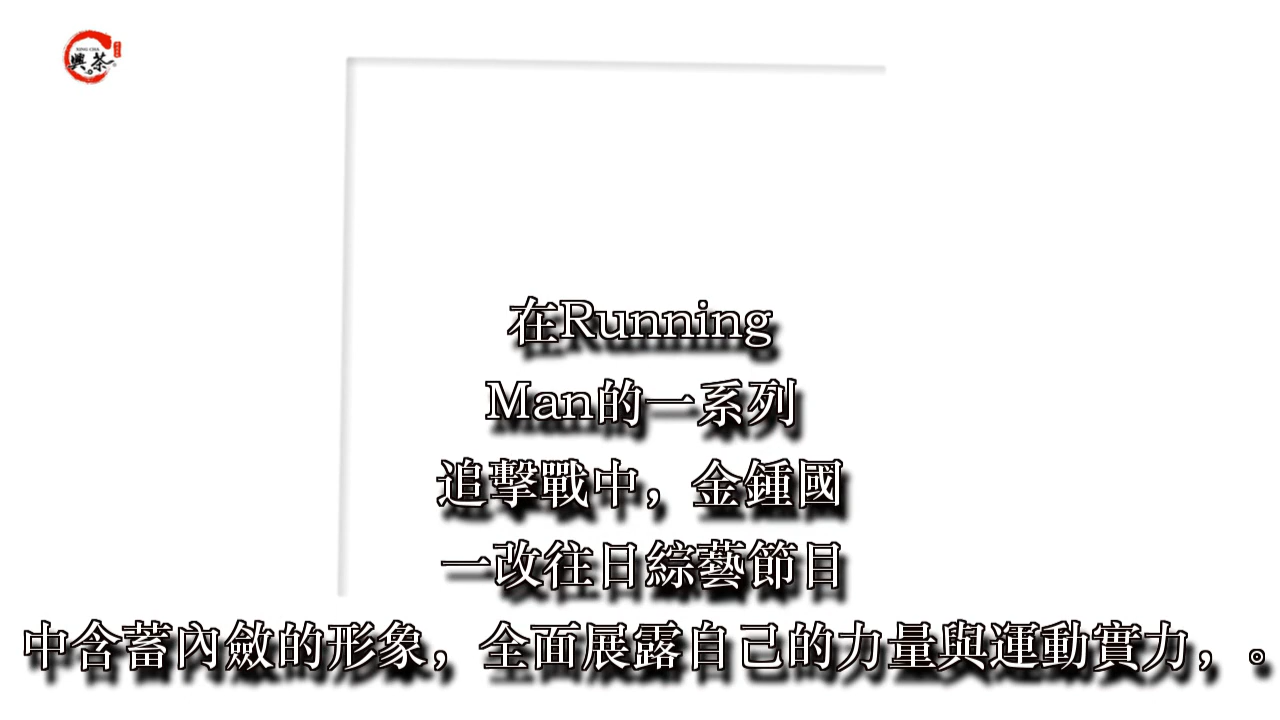 興茶
在Running
Man的一系列
追擊戰中，金鍾國
一改往日綜藝節目
中含蓄內斂的形象，全面展露自己的力量與運動實力，。